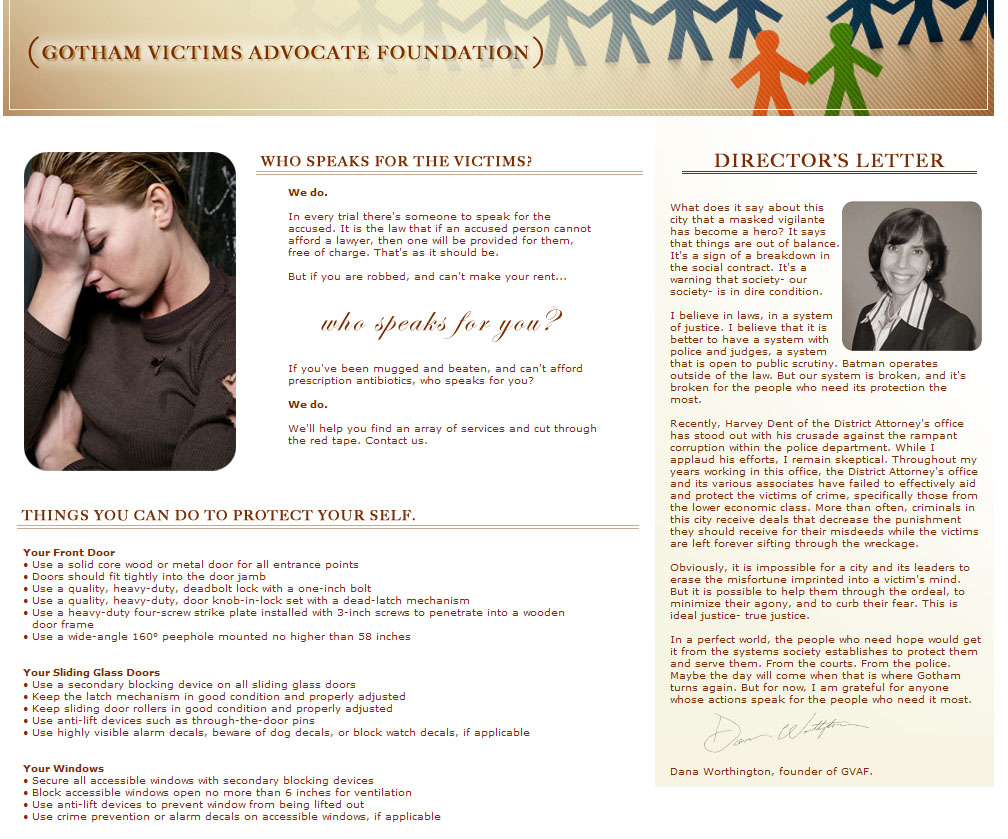 (GOTHAM VICTIMS ADVOCATE FOUNDATION)
WHO SPEAKS FOR THE VICTIMS?
We do.
In every trial there's someone to speak for the
accused. It is the law that if an accused person cannot
afford a lawyer, then one will be provided for them,
free of charge. That's as it should be.
But if you are robbed, and can't make your rent...
who speaks for you?
If you've been mugged and beaten, and can't afford
prescription antibiotics, who speaks for you?
We do.
We'll help you find an array of services and cut through
the red tape. Contact us.
THINGS YOU CAN DO TO PROTECT YOUR SELF.
Your Front Door
• Use a solid core wood or metal door for all entrance points
• Doors should fit tightly into the door jamb
• Use a quality, heavy-duty, deadbolt lock with a one-inch bolt
• Use a quality, heavy-duty, door knob-in-lock set with a dead-latch mechanism
• Use a heavy-duty four-screw strike plate installed with 3-inch screws to penetrate into a wooden
door frame
• Use a wide-angle 160° peephole mounted no higher than 58 inches
Your Sliding Glass Doors
• Use a secondary blocking device on all sliding glass doors
• Keep the latch mechanism in good condition and properly adjusted
• Keep sliding door rollers in good condition and properly adjusted
• Use anti-lift devices such as through-the-door pins
• Use highly visible alarm decals, beware of dog decals, or block watch decals, if applicable
Your Windows
• Secure all accessible windows with secondary blocking devices
• Block accessible windows open no more than 6 inches for ventilation
• Use anti-lift devices to prevent window from being lifted out
• Use crime prevention or alarm decals on accessible windows, if applicable
DIRECTOR'S LETTER
What does it say about this
city that a masked vigilante
has become a hero? It says
that things are out of balance.
It's a sign of a breakdown in
the social contract. It's a
warning that society- our
society- is in dire condition.
I believe in laws, in a system
of justice. I believe that it is
better to have a system with
police and judges, a system
that is open to public scrutiny. Batman operates
outside of the law. But our system is broken, and it's
broken for the people who need its protection the
most.
Recently, Harvey Dent of the District Attorney's office
has stood out with his crusade against the rampant
corruption within the police department. While I
applaud his efforts, I remain skeptical. Throughout my
years working in this office, the District Attorney's office
and its various associates have failed to effectively aid
and protect the victims of crime, specifically those from
the lower economic class. More than often, criminals in
this city receive deals that decrease the punishment
they should receive for their misdeeds while the victims
are left forever sifting through the wreckage.
Obviously, it is impossible for a city and its leaders to
erase the misfortune imprinted into a victim's mind.
But it is possible to help them through the ordeal, to
minimize their agony, and to curb their fear. This is
ideal justice- true justice.
In a perfect world, the people who need hope would get
it from the systems society establishes to protect them
and serve them. From the courts. From the police.
Maybe the day will come when that is where Gotham
turns again. But for now, I am grateful for anyone
whose actions speak for the people who need it most.
Dana Worthington
Dana Worthington, founder of GVAF.